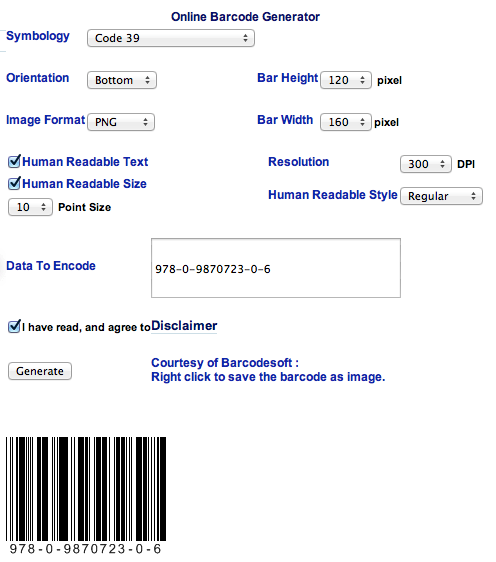 Online Barcode Generator
Symbology Code 39
Orientation Bottom Bar Height 120 pixel
Image Format PNG Bar Width 160 pixel
Human Readable Text Resolution 300 DPI
Human Readable Size
Human Readable Style Regular
10 Point Size
Data To Encode 978-0-9870723-0-6
I have read, and agree to Disclaimer
Generate Courtesy of Barcodesoft :
Right click to save the barcode as image.
978-0-9870723-0-6